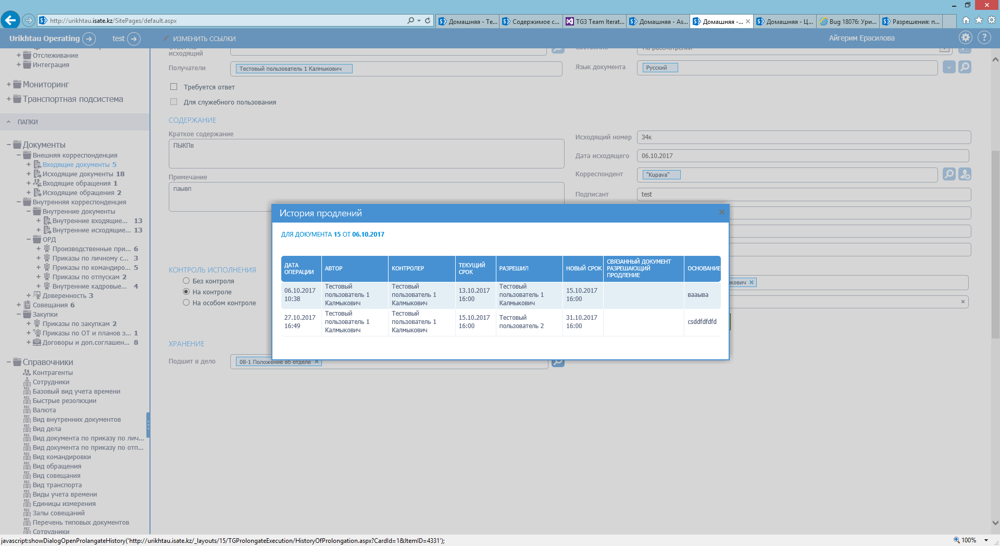 http://urikhtau.isate.kz/SitePages/default.aspx
Домашняя - Те...
Содержимое с...
TG3 Team Iterat...
Домашняя - As...
Домашняя -...
Домашняя - Ц...
Bug 18076: Ури...
Разрешения: п...
Urikhtau Operating
test
ИЗМЕНИТЬ ССЫЛКИ
Айгерим Ерасилова
?
Отслеживание
Интеграция
Мониторинг
Транспортная подсистема
ПАПКИ
Документы
Внешняя корреспонденция
Входящие документы 5
Исходящие документы 18
Входящие обращения 1
Исходящие обращения 2
Внутренняя корреспонденция
Внутренние документы
Внутренние входящие... 13
Внутренние исходящие... 13
ОРД
Производственные при... 6
Приказы по личному с... 3
Приказы по командиро... 5
Приказы по отпускам 2
Внутренние кадровые... 4
Доверенность 3
Совещания 6
Закупки
Приказы по закупкам 2
Приказы по ОТ и планов з... 1
Договоры и доп.соглашен... 8
Справочники
Контрагенты
Сотрудники
Базовый вид учета времени
Быстрые резолюции
Валюта
Вид внутренних документов
Вид дела
Вид документа по приказу по лич...
Вид документа по приказу по отп...
Вид командировки
Вид обращения
Вид совещания
Вид транспорта
Виды учета времени
Единицы измерения
Залы совещаний
Перечень типовых документов
Сотрудники
исходящий
Получатели
Тестовый пользователь 1 Калмыкович
Требуется ответ
Для служебного пользования
СОДЕРЖАНИЕ
Краткое содержание
ПЫКПв
Примечание
паывп
КОНТРОЛЬ ИСПОЛНЕНИЯ
Без контроля
На контроле
На особом контроле
ХРАНЕНИЕ
Подшит в дело
08-1 Положение об отделе ×
Состояние
На рассмотрении
Язык документа
Русский
Исходящий номер
34к
Дата исходящего
06.10.2017
Корреспондент
"Kupava"
Подписант
test
икович ×
×
История продлений
×
ДЛЯ ДОКУМЕНТА 15 ОТ 06.10.2017
ДАТА ОПЕРАЦИИ
АВТОР
КОНТРОЛЕР
ТЕКУЩИЙ СРОК
РАЗРЕШИЛ
НОВЫЙ СРОК
СВЯЗАННЫЙ ДОКУМЕНТ РАЗРЕШАЮЩИЙ ПРОДЛЕНИЕ
ОСНОВАНИЕ
06.10.2017 10:38
Тестовый пользователь 1 Калмыкович
Тестовый пользователь 1 Калмыкович
13.10.2017 16:00
Тестовый пользователь 1 Калмыкович
15.10.2017 16:00
вааыва
27.10.2017 16:49
Тестовый пользователь 1 Калмыкович
Тестовый пользователь 1 Калмыкович
15.10.2017 16:00
Тестовый пользователь 2
31.10.2017 16:00
csddfdfdfd
javascript:showDialogOpenProlangateHistory('http://urikhtau.isate.kz/_layouts/15/TGProlongateExecution/HistoryOfProlongation.aspx?CardId=1&ItemID=4331');
100%